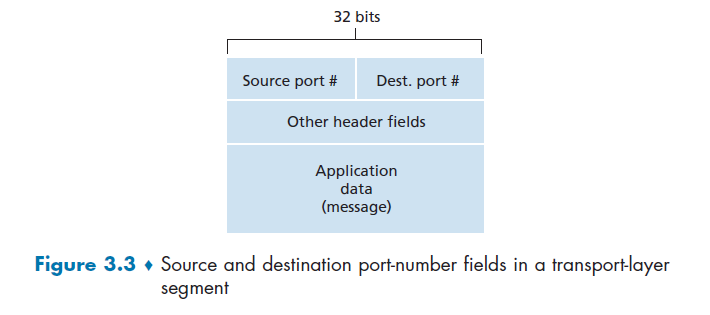 32 bits
Source port # Dest. port #
Other header fields
Application
data
(message)
Figure 3.3 ♦ Source and destination port-number fields in a transport-layer
segment